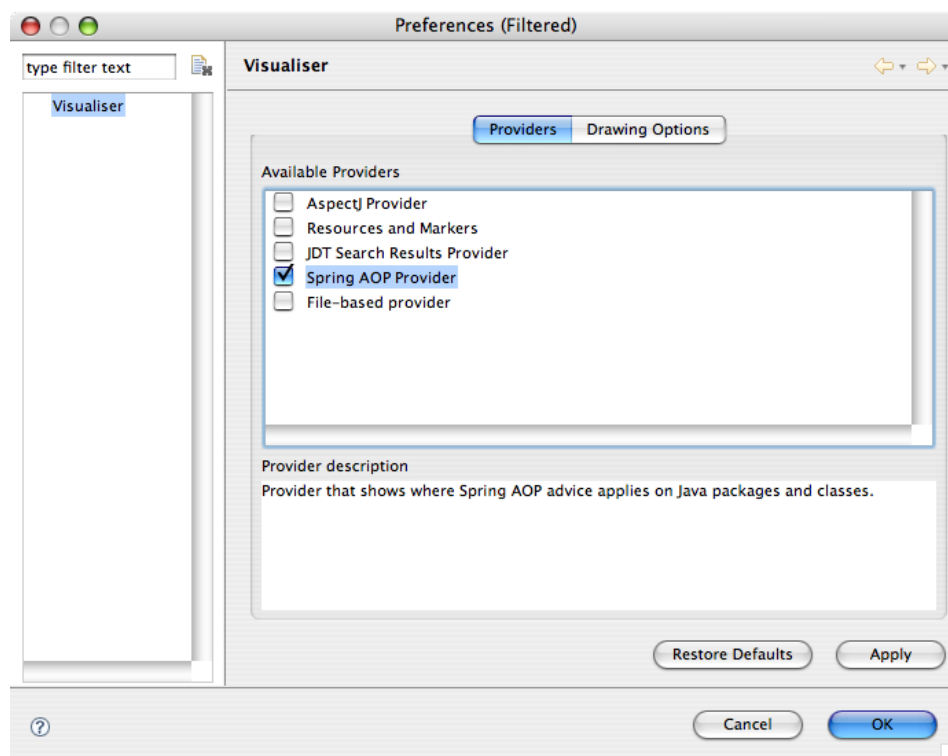 Preferences (Filtered)
type filter text
Visualiser
Visualiser
Providers
Drawing Options
Available Providers
AspectJ Provider
Resources and Markers
JDT Search Results Provider
Spring AOP Provider
File-based provider
Provider description
Provider that shows where Spring AOP advice applies on Java packages and classes.
Restore Defaults
Apply
?
Cancel
OK